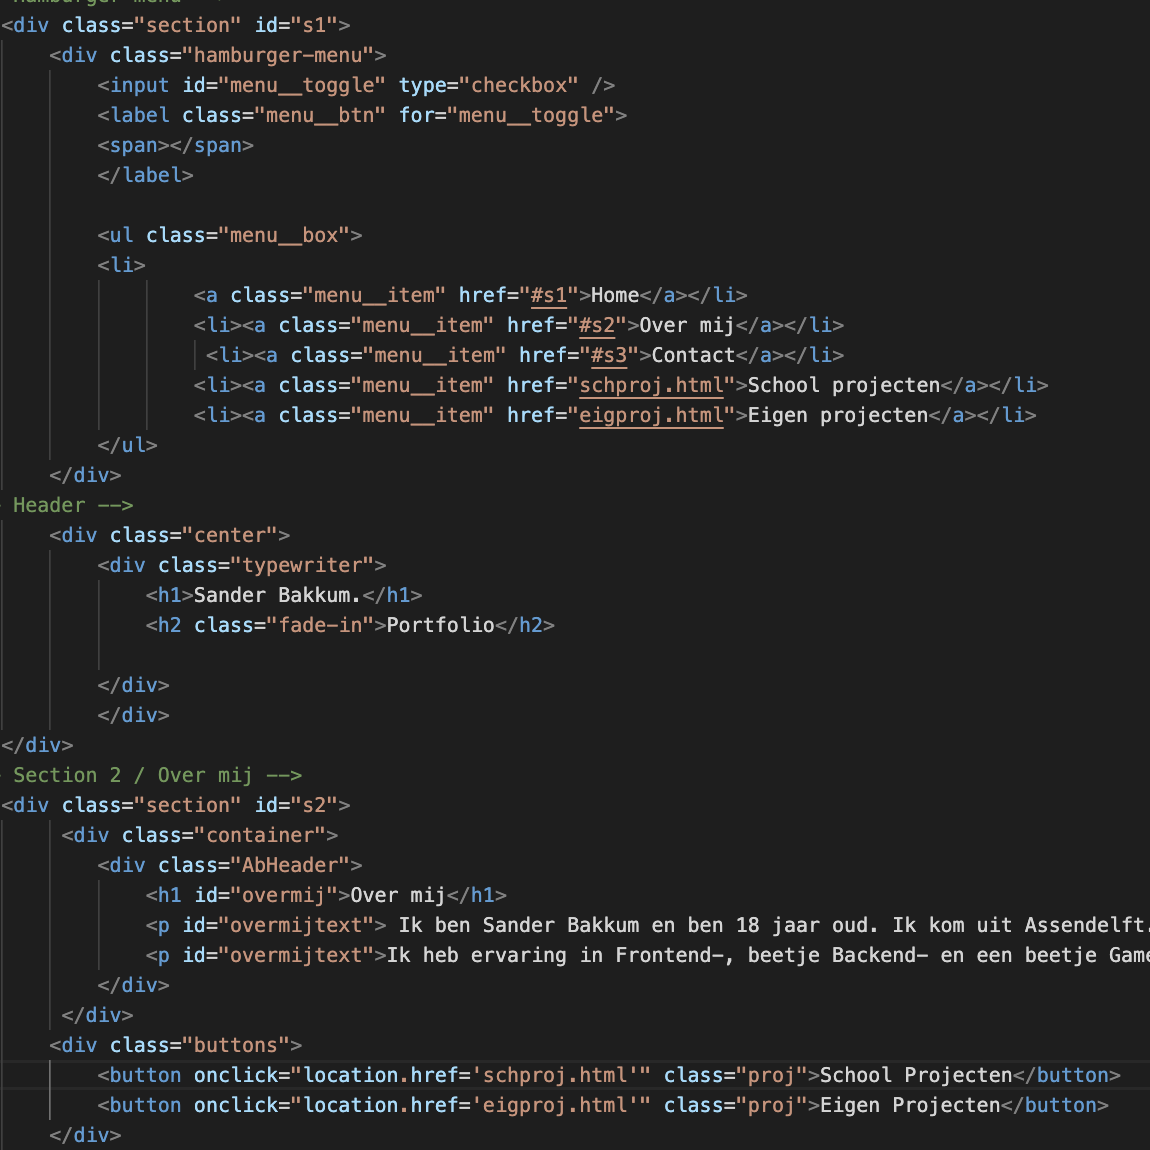 Hamburger menu -->
<div class="section" id="s1">
    <div class="hamburger-menu">
        <input id="menu__toggle" type="checkbox" />
        <label class="menu__btn" for="menu__toggle">
        <span></span>
        </label>

        <ul class="menu__box">
        <li>
                <a class="menu__item" href="#s1">Home</a></li>
                <li><a class="menu__item" href="#s2">Over mij</a></li>
                 <li><a class="menu__item" href="#s3">Contact</a></li>
                <li><a class="menu__item" href="schproj.html">School projecten</a></li>
                <li><a class="menu__item" href="eigproj.html">Eigen projecten</a></li>
        </ul>
    </div>
 Header -->
    <div class="center">
        <div class="typewriter">
            <h1>Sander Bakkum.</h1>
            <h2 class="fade-in">Portfolio</h2>

        </div>
        </div>
</div>
 Section 2 / Over mij -->
<div class="section" id="s2">
     <div class="container">
        <div class="AbHeader">
            <h1 id="overmij">Over mij</h1>
            <p id="overmijtext"> Ik ben Sander Bakkum en ben 18 jaar oud. Ik kom uit Assendelft.
            <p id="overmijtext">Ik heb ervaring in Frontend-, beetje Backend- en een beetje Game
        </div>
     </div>
    <div class="buttons">
        <button onclick="location.href='schproj.html'" class="proj">School Projecten</button>
        <button onclick="location.href='eigproj.html'" class="proj">Eigen Projecten</button>
    </div>